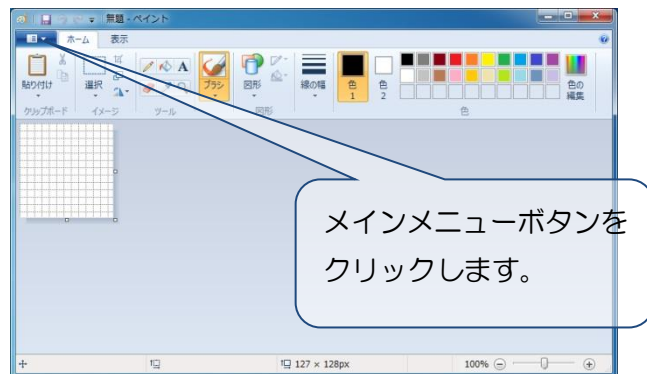 無題 - ペイント
ホーム 表示
貼り付け 選択 A ブラシ 図形 線の幅 色 1 色 2 色の編集
クリップボード イメージ ツール 図形 色
メインメニューボタンを
クリックします。
127 × 128px 100%